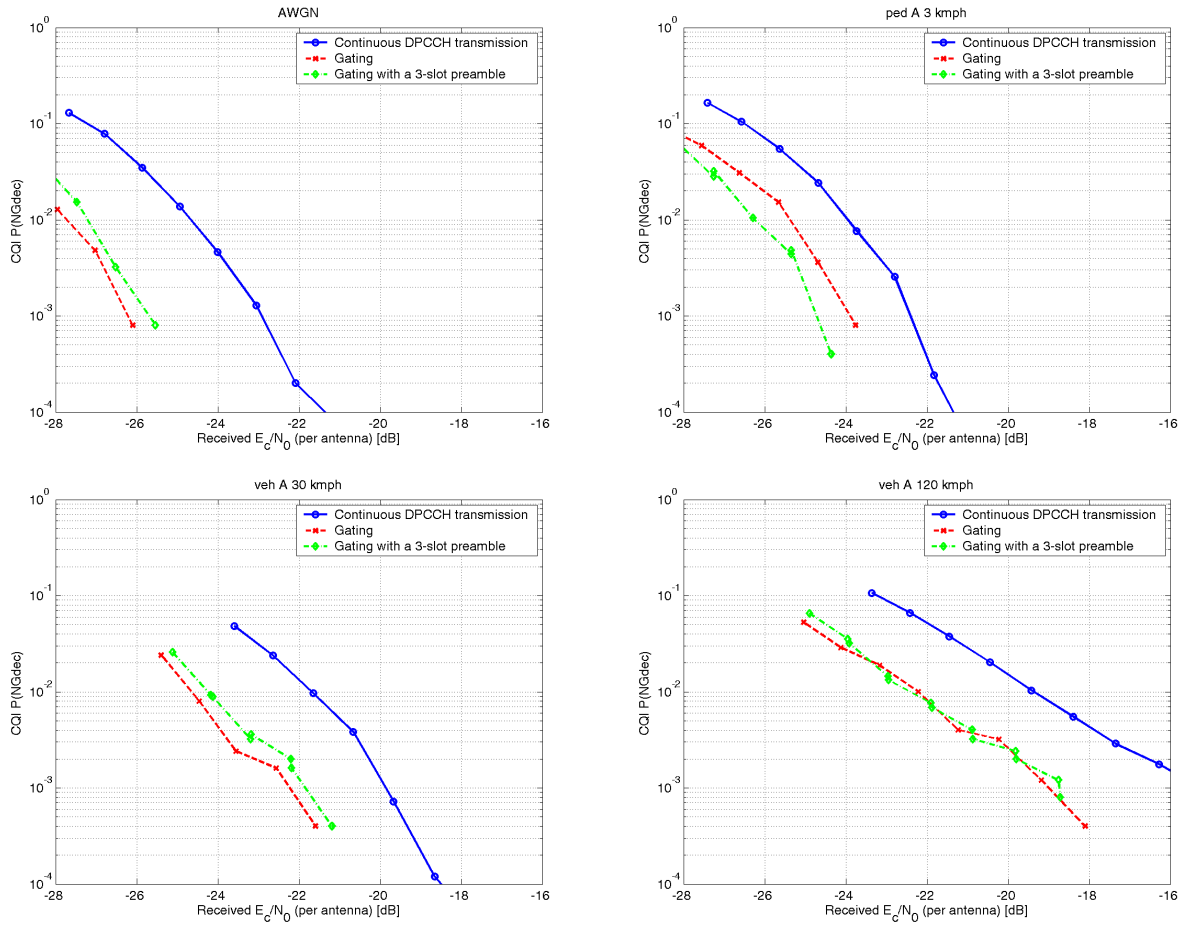 AWGN
10^0
10^-1
10^-2
10^-3
10^-4
CQI P(NGdec)
Continuous DPCCH transmission
Gating
Gating with a 3-slot preamble
-28 -26 -24 -22 -20 -18 -16
Received E_c/N_0 (per antenna) [dB]
ped A 3 kmph
10^0
10^-1
10^-2
10^-3
10^-4
CQI P(NGdec)
Continuous DPCCH transmission
Gating
Gating with a 3-slot preamble
-28 -26 -24 -22 -20 -18 -16
Received E_c/N_0 (per antenna) [dB]
veh A 30 kmph
10^0
10^-1
10^-2
10^-3
10^-4
CQI P(NGdec)
Continuous DPCCH transmission
Gating
Gating with a 3-slot preamble
-28 -26 -24 -22 -20 -18 -16
Received E_c/N_0 (per antenna) [dB]
veh A 120 kmph
10^0
10^-1
10^-2
10^-3
10^-4
CQI P(NGdec)
Continuous DPCCH transmission
Gating
Gating with a 3-slot preamble
-28 -26 -24 -22 -20 -18 -16
Received E_c/N_0 (per antenna) [dB]